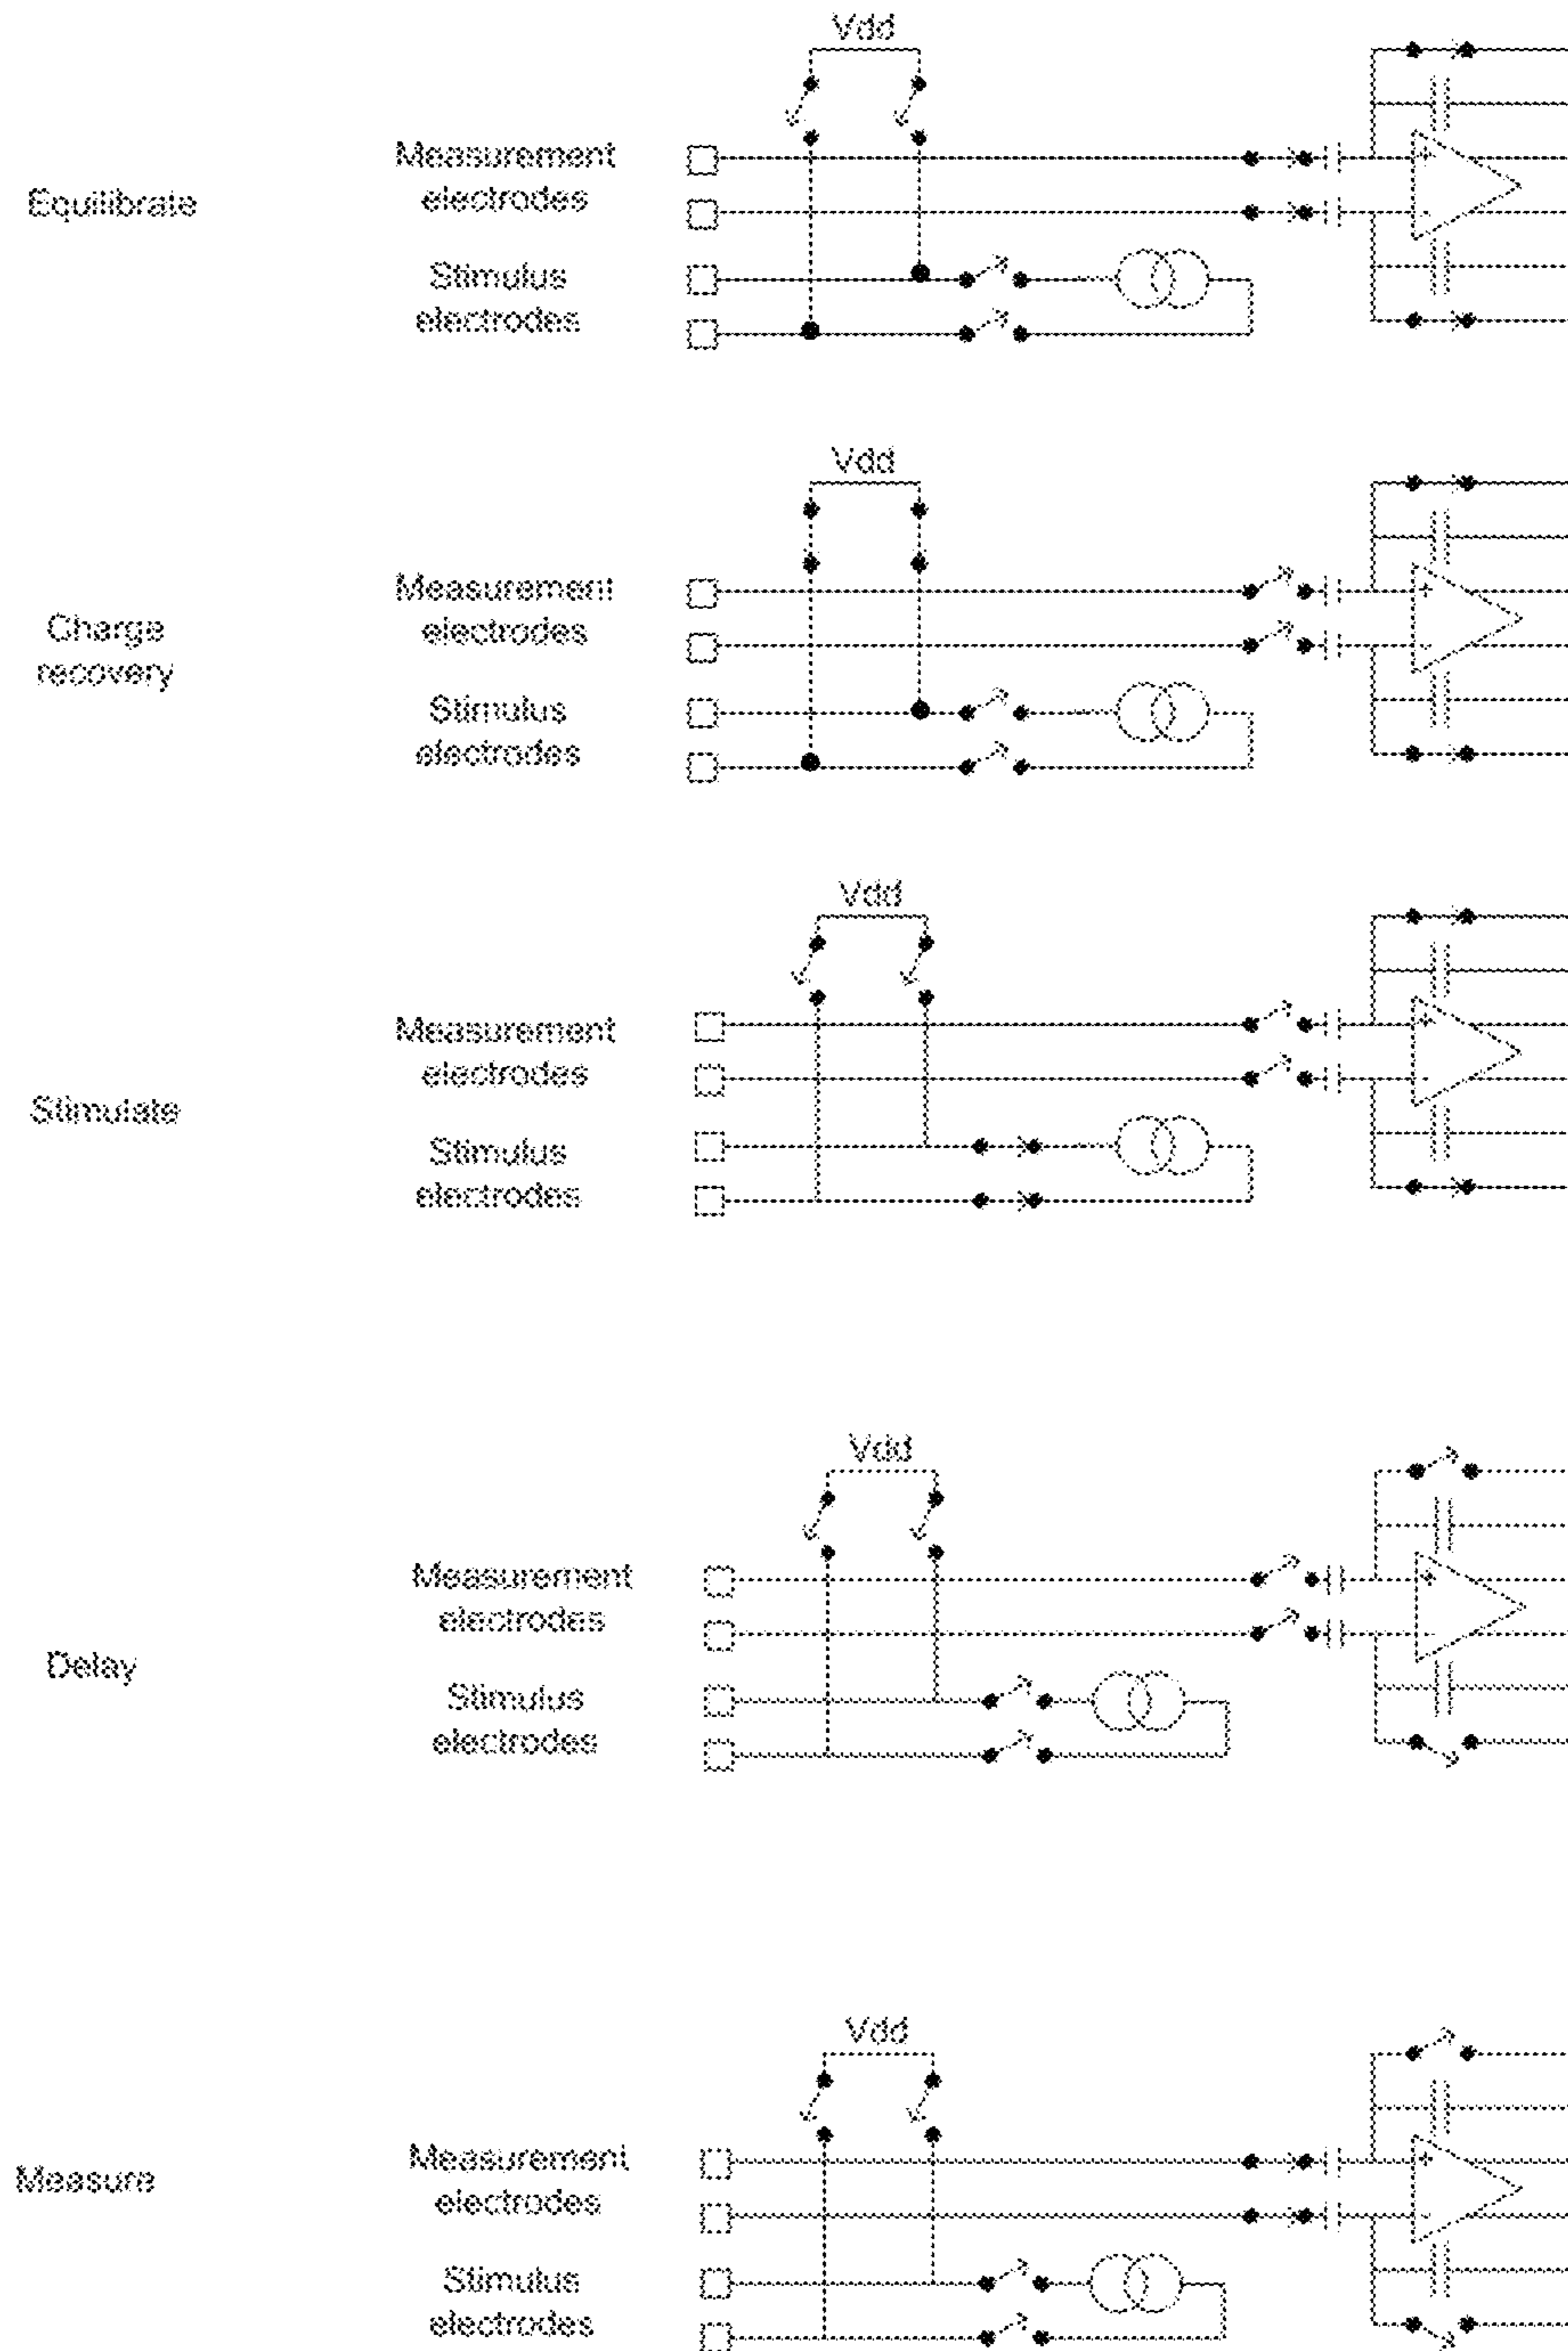 Vdd
Measurement
electrodes
Equilibrate
Stimulus
electrodes
+
-
Vdd
Measurement
electrodes
Charge
recovery
Stimulus
electrodes
+
-
Vdd
Measurement
electrodes
Stimulate
Stimulus
electrodes
+
-
Vdd
Measurement
electrodes
Delay
Stimulus
electrodes
+
-
Vdd
Measurement
electrodes
Measure
Stimulus
electrodes
+
-